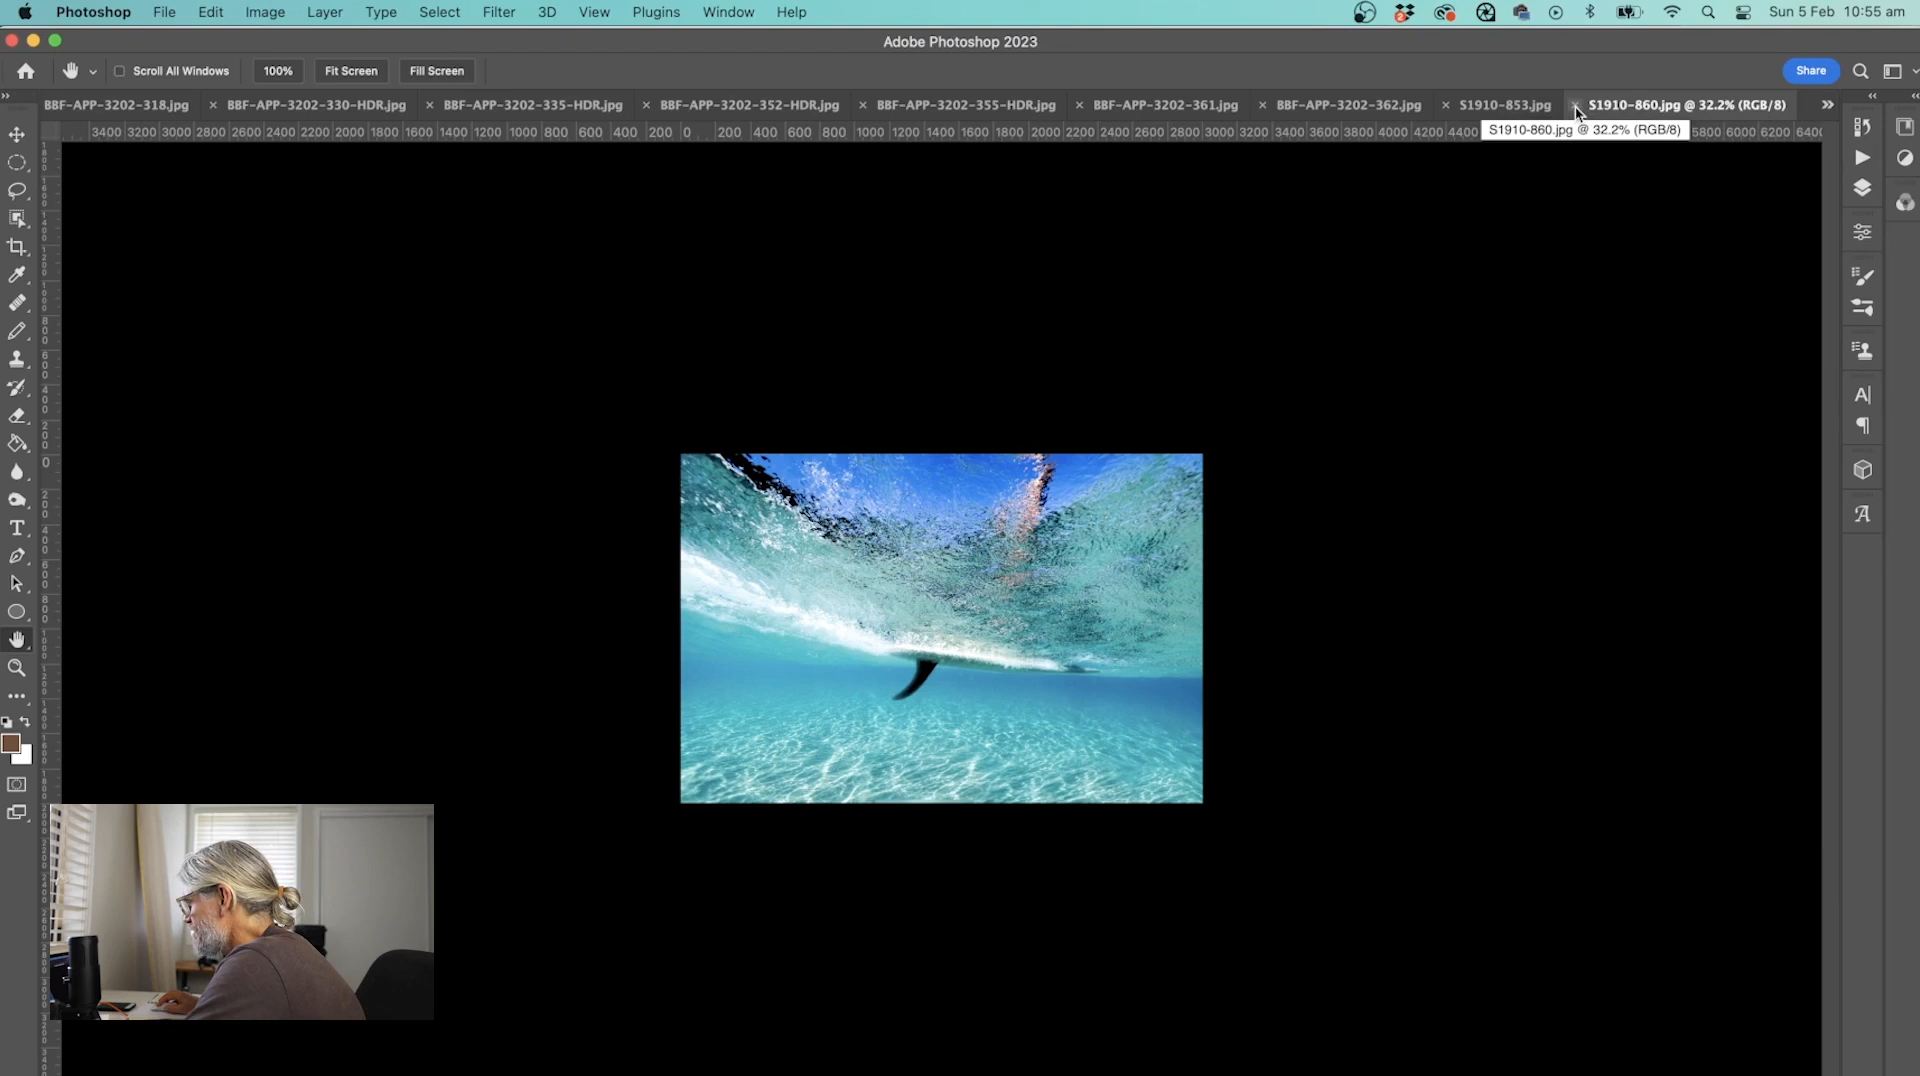 Photoshop File Edit Image Layer Type Select Filter 3D View Plugins Window Help Sun 5 Feb 10:55 am
Adobe Photoshop 2023
Scroll All Windows 100% Fit Screen Fill Screen Share
BBF-APP-3202-318.jpg BBF-APP-3202-330-HDR.jpg BBF-APP-3202-335-HDR.jpg BBF-APP-3202-352-HDR.jpg BBF-APP-3202-355-HDR.jpg BBF-APP-3202-361.jpg BBF-APP-3202-362.jpg S1910-853.jpg S1910-860.jpg @ 32.2% (RGB/8)
3400 3200 3000 2800 2600 2400 2200 2000 1800 1600 1400 1200 1000 800 600 400 200 0 200 400 600 800 1000 1200 1400 1600 1800 2000 2200 2400 2600 2800 3000 3200 3400 3600 3800 4000 4200 4400 5800 6000 6200
S1910-860.jpg @ 32.2% (RGB/8)